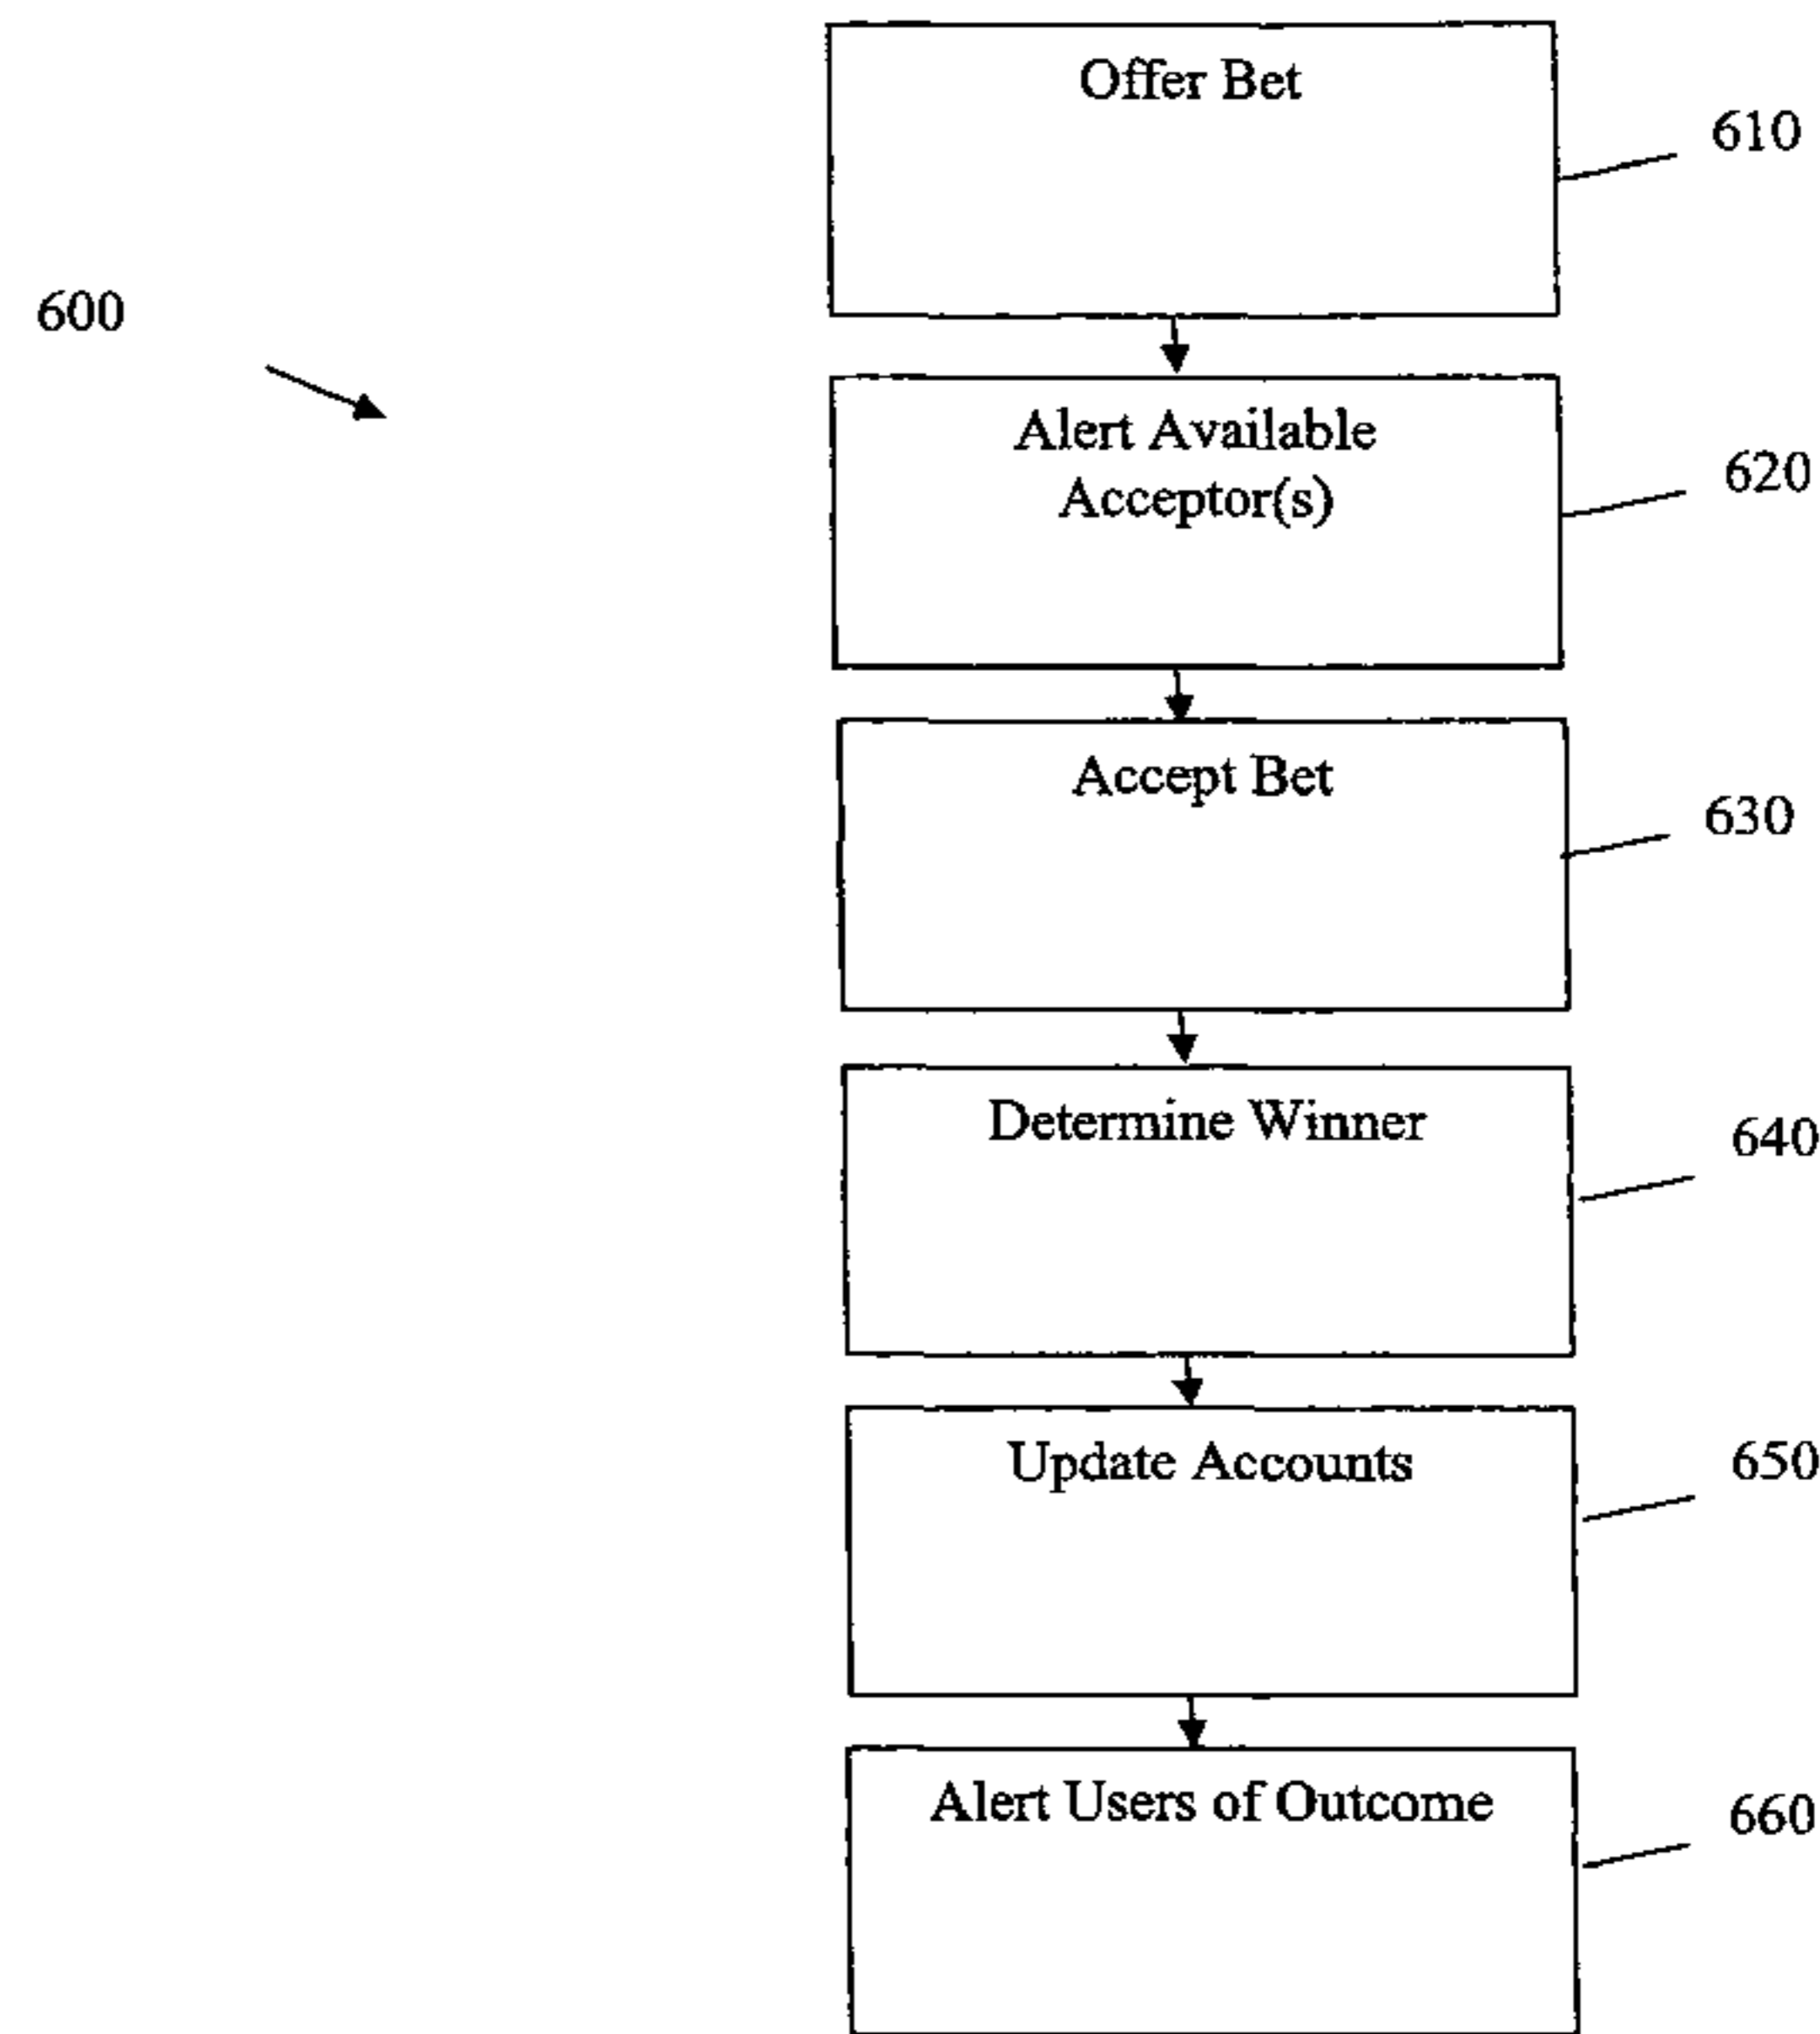 Offer Bet
610
600
Alert Available
Acceptor(s)
620
Accept Bet
630
Determine Winner
640
Update Accounts
650
Alert Users of Outcome
660